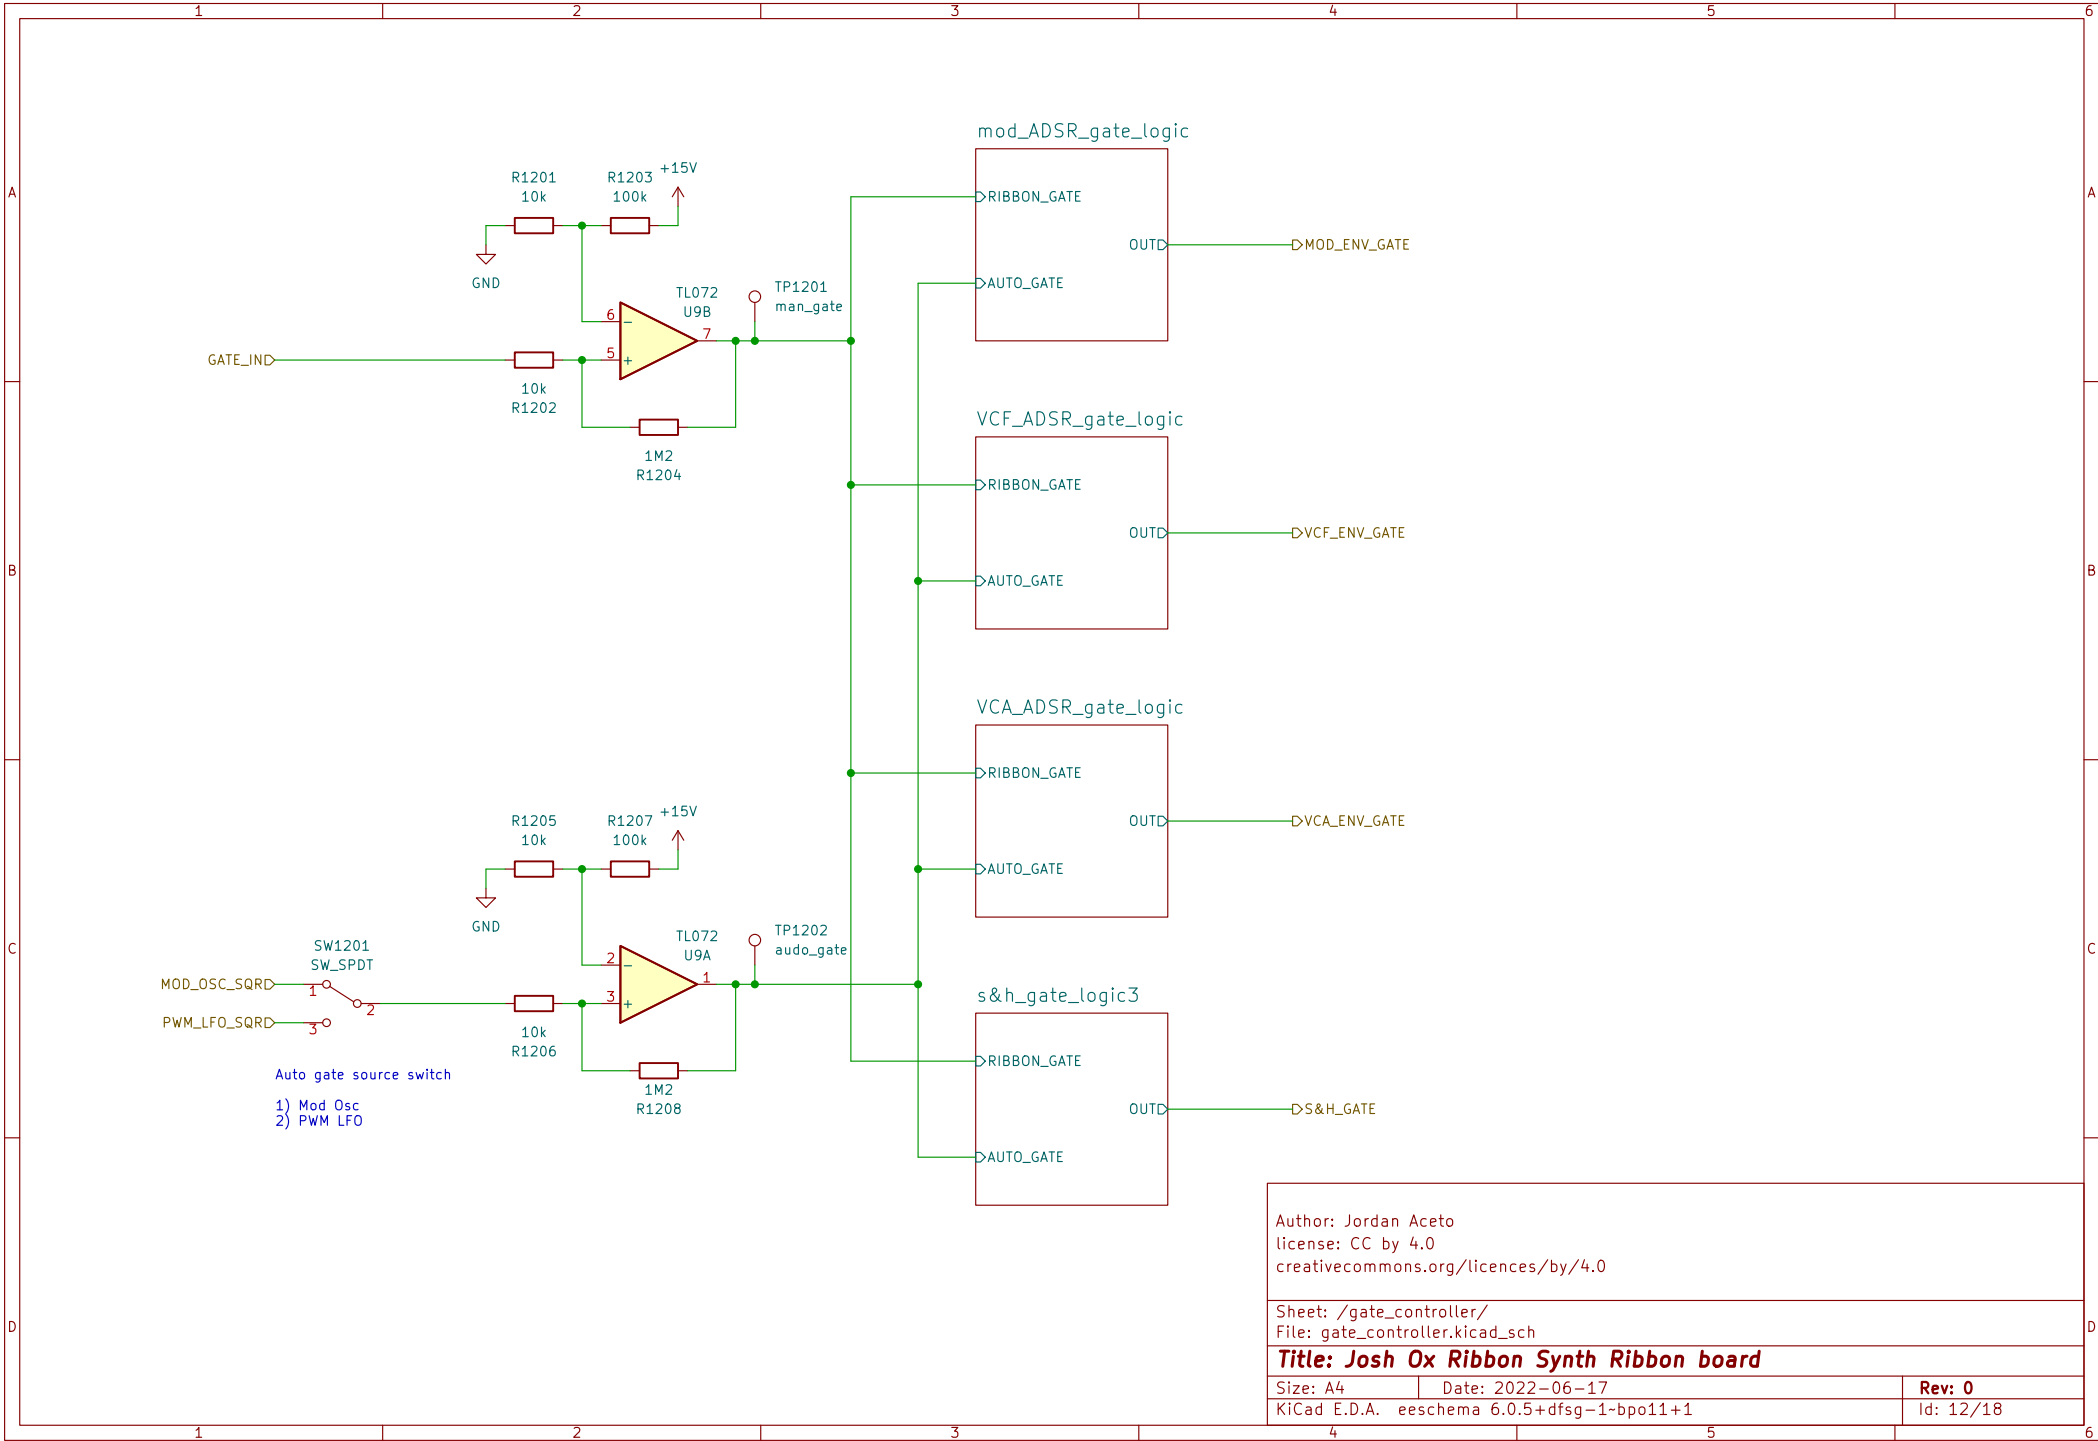 1 2 3 4 5 6
A
B
C
D
A
B
C
D
1 2 3 4 5 6
R1201
10k
R1203
100k
+15V
GND
TL072
U9B
6
5
7
−
+
TP1201
man_gate
GATE_IN
10k
R1202
1M2
R1204
mod_ADSR_gate_logic
RIBBON_GATE
AUTO_GATE
OUT
MOD_ENV_GATE
VCF_ADSR_gate_logic
RIBBON_GATE
AUTO_GATE
OUT
VCF_ENV_GATE
VCA_ADSR_gate_logic
RIBBON_GATE
AUTO_GATE
OUT
VCA_ENV_GATE
R1205
10k
R1207
100k
+15V
GND
TL072
U9A
2
3
1
−
+
TP1202
audo_gate
SW1201
SW_SPDT
MOD_OSC_SQR
1
2
PWM_LFO_SQR
3
10k
R1206
1M2
R1208
Auto gate source switch
1) Mod Osc
2) PWM LFO
s&h_gate_logic3
RIBBON_GATE
AUTO_GATE
OUT
S&H_GATE
Author: Jordan Aceto
license: CC by 4.0
creativecommons.org/licences/by/4.0
Sheet: /gate_controller/
File: gate_controller.kicad_sch
Title: Josh Ox Ribbon Synth Ribbon board
Size: A4 Date: 2022-06-17 Rev: 0
KiCad E.D.A. eeschema 6.0.5+dfsg-1~bpo11+1 Id: 12/18